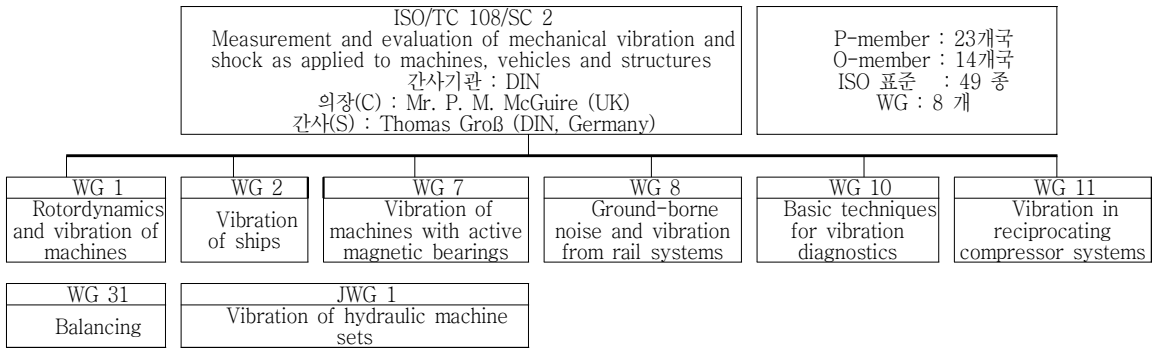 ISO/TC 108/SC 2
Measurement and evaluation of mechanical vibration and
shock as applied to machines, vehicles and structures
간사기관 : DIN
의장(C) : Mr. P. M. McGuire (UK)
간사(S) : Thomas Groß (DIN, Germany)
P-member : 23개국
O-member : 14개국
ISO 표준 : 49 종
WG : 8 개
WG 1
Rotordynamics
and vibration of
machines
WG 2
Vibration
of ships
WG 7
Vibration of
machines with active
magnetic bearings
WG 8
Ground-borne
noise and vibration
from rail systems
WG 10
Basic techniques
for vibration
diagnostics
WG 11
Vibration in
reciprocating
compressor systems
WG 31
Balancing
JWG 1
Vibration of hydraulic machine
sets